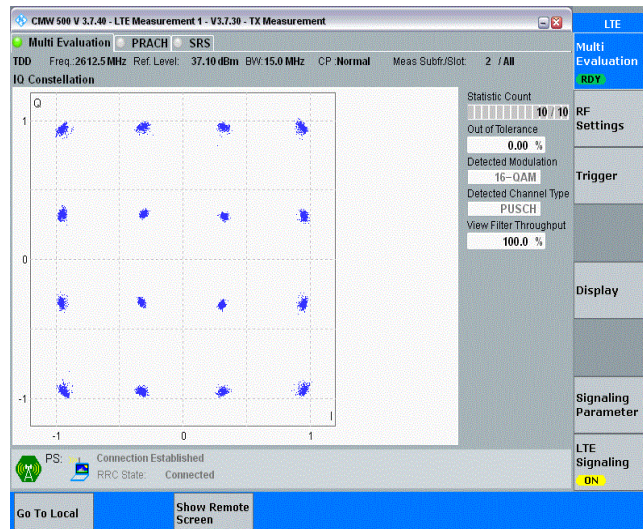 CMW 500 V 3.7.40 - LTE Measurement 1 - V3.7.30 - TX Measurement
LTE
Multi Evaluation PRACH SRS
Multi Evaluation
RDY
TDD Freq.:2612.5 MHz Ref. Level: 37.10 dBm BW:15.0 MHz CP :Normal Meas Subfr./Slot: 2 / All
IQ Constellation
Q
1
0
-1
-1 0 1
I
Statistic Count
10 / 10
Out of Tolerance
0.00 %
Detected Modulation
16-QAM
Detected Channel Type
PUSCH
View Filter Throughput
100.0 %
RF
Settings
Trigger
Display
Signaling
Parameter
LTE
Signaling
ON
PS: Connection Established
RRC State: Connected
Go To Local
Show Remote
Screen